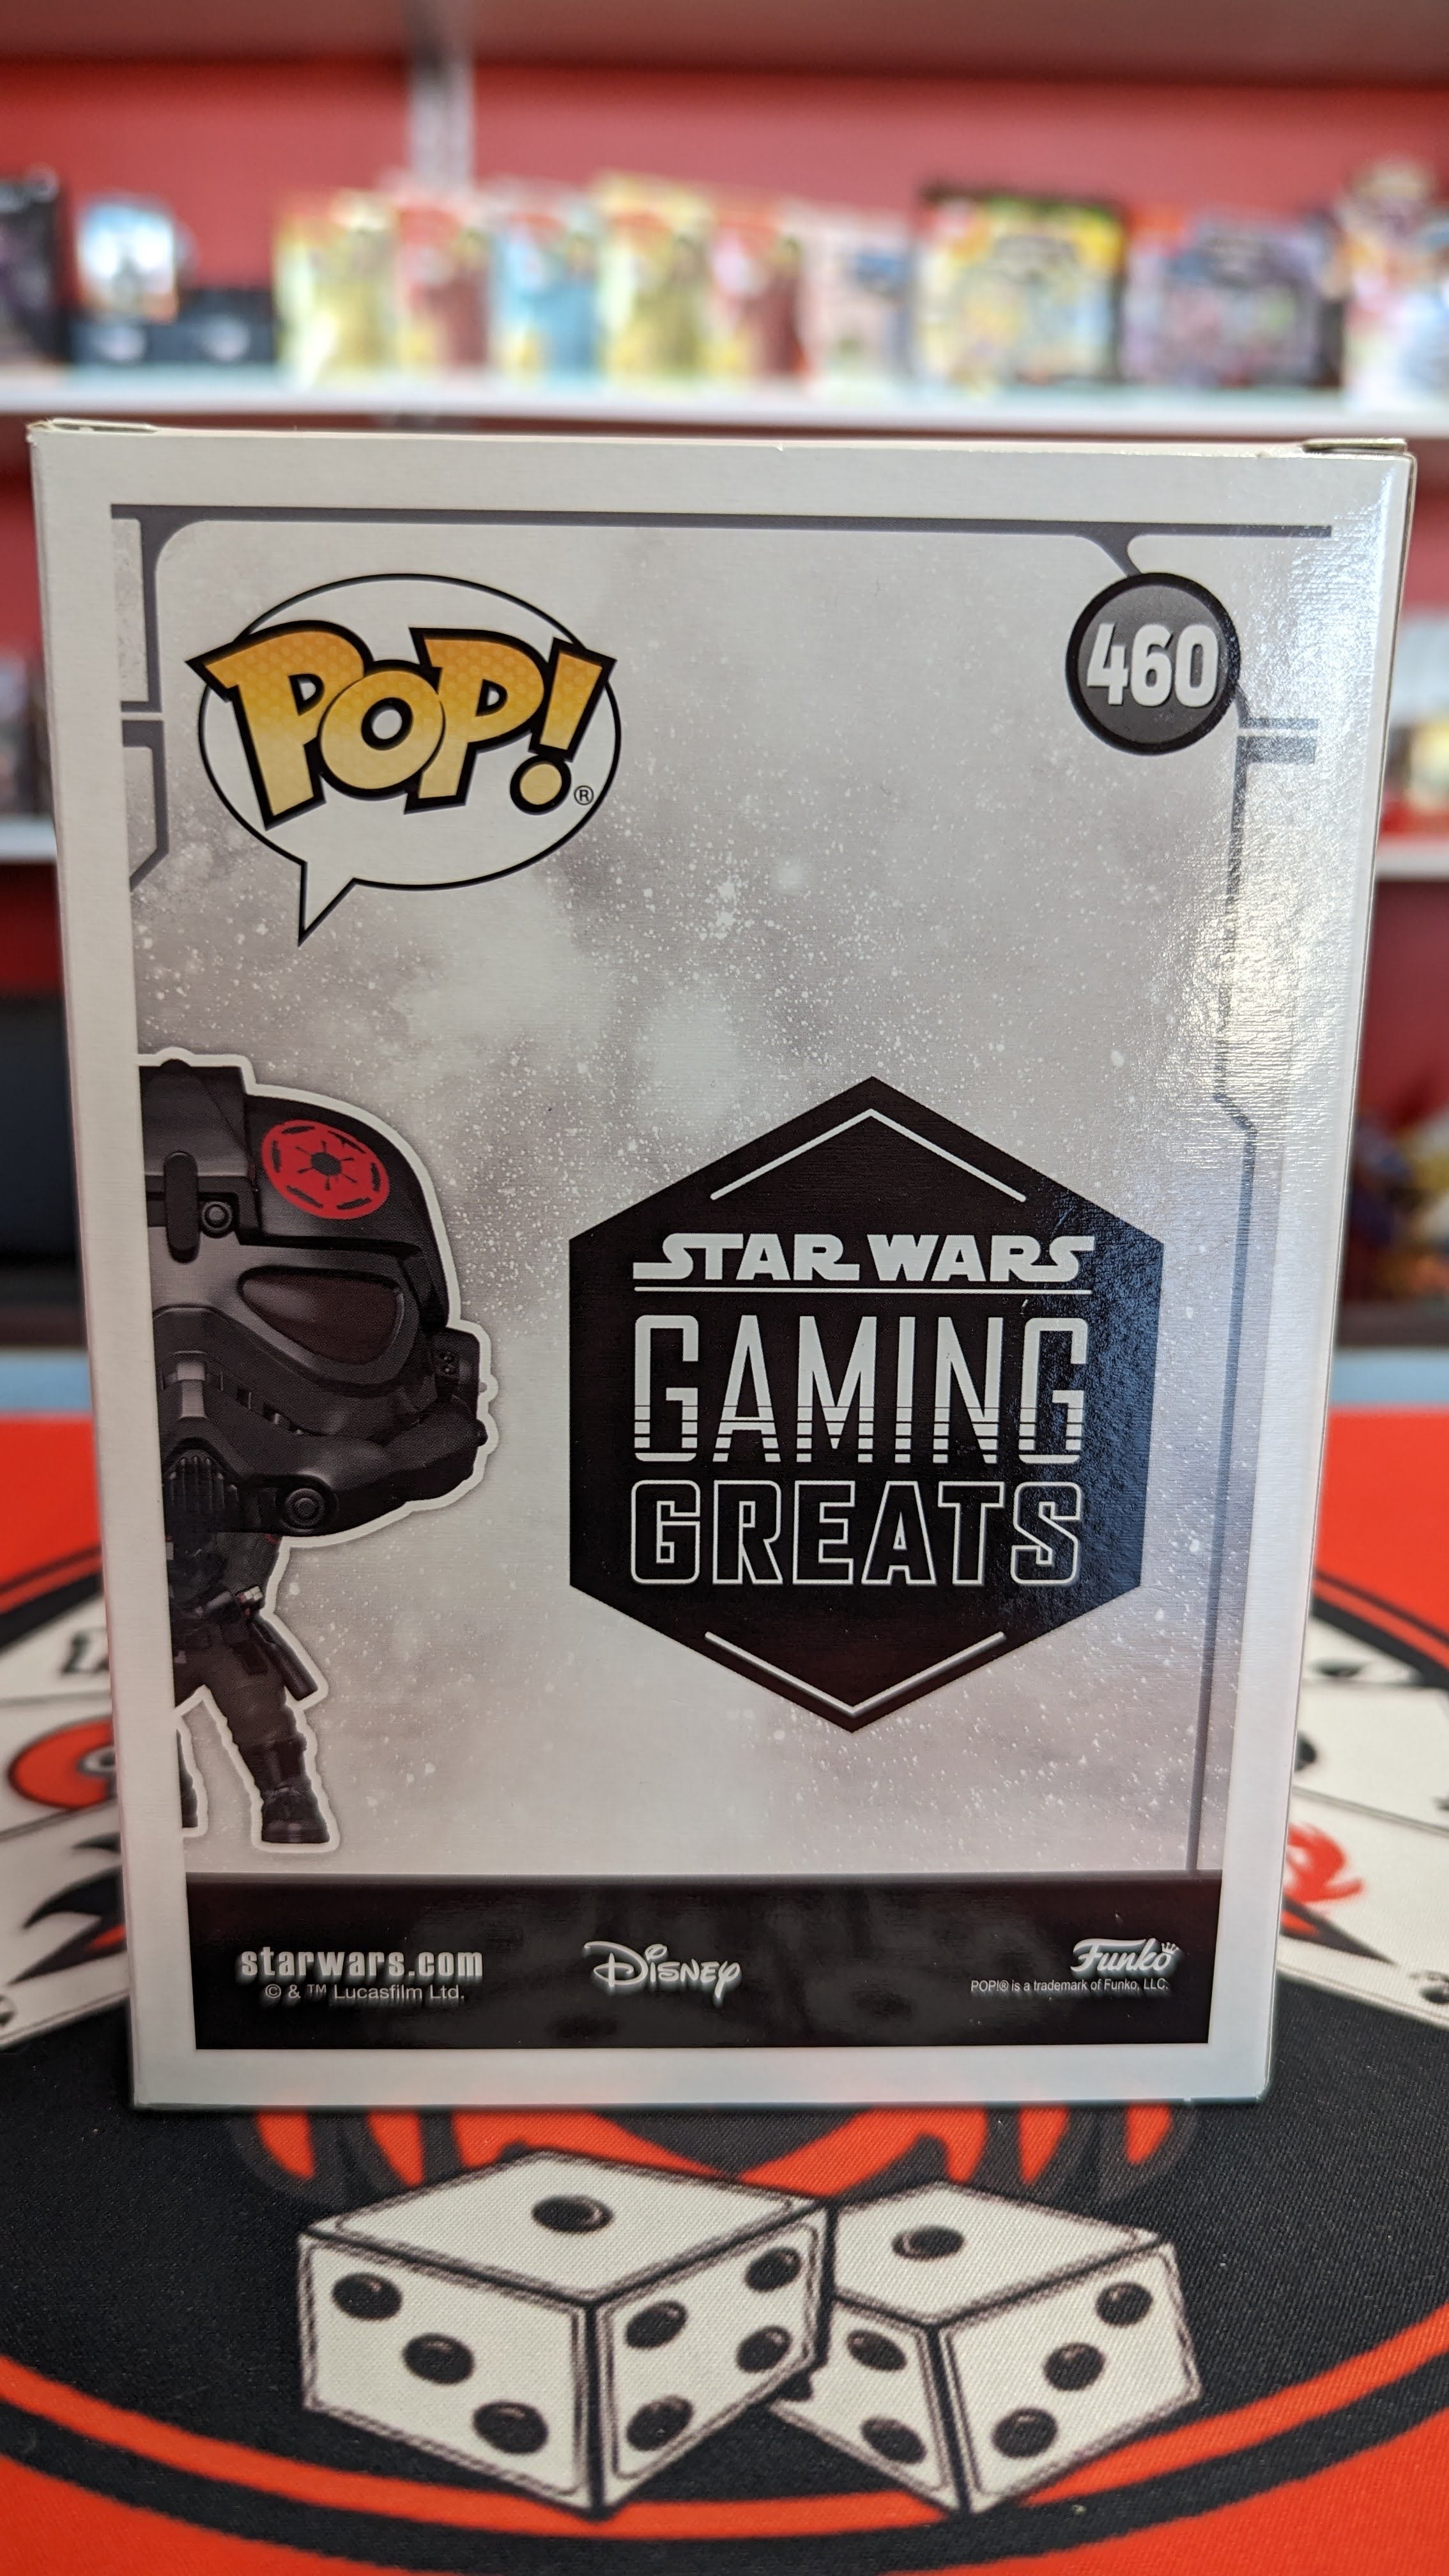 POP!®
460
STAR WARS
GAMING
GREATS
starwars.com
© & ™ Lucasfilm Ltd.
Disney
Funko
POP!® is a trademark of Funko, LLC.